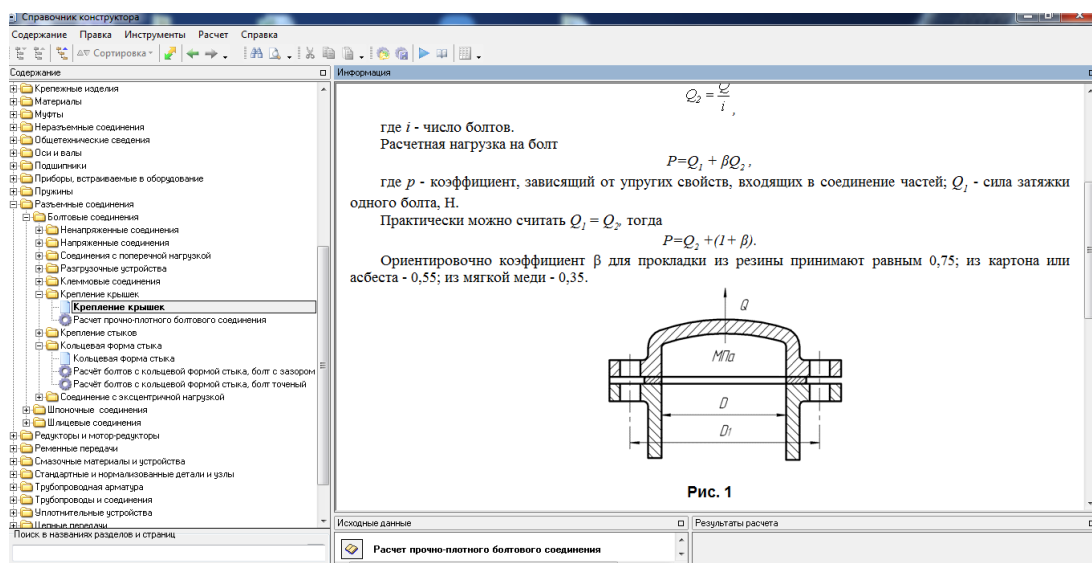 Справочник конструктора
Содержание Правка Инструменты Расчет Справка
Сортировка
Содержание
Крепежные изделия
Материалы
Муфты
Неразъемные соединения
Общетехнические сведения
Оси и валы
Подшипники
Приборы, встраиваемые в оборудование
Пружины
Разъемные соединения
Болтовые соединения
Ненапряженные соединения
Напряженные соединения
Соединения с поперечной нагрузкой
Разгрузочные устройства
Клеммовые соединения
Крепление крышек
Крепление крышек
Расчет прочно-плотного болтового соединения
Крепление стыков
Кольцевая форма стыка
Кольцевая форма стыка
Расчёт болтов с кольцевой формой стыка, болт с зазором
Расчёт болтов с кольцевой формой стыка, болт точеный
Соединение с эксцентричной нагрузкой
Шпоночные соединения
Шлицевые соединения
Редукторы и мотор-редукторы
Ременные передачи
Смазочные материалы и устройства
Стандартные и нормализованные детали и узлы
Трубопроводная арматура
Трубопроводы и соединения
Уплотнительные устройства
Цепные передачи
Поиск в названиях разделов и страниц
Информация
Q₂ = Q/i ,
где i - число болтов.
Расчетная нагрузка на болт
P=Q₁ + βQ₂ ,
где p - коэффициент, зависящий от упругих свойств, входящих в соединение частей; Q₁ - сила затяжки
одного болта, Н.
Практически можно считать Q₁ = Q₂, тогда
P=Q₂ +(1+ β).
Ориентировочно коэффициент β для прокладки из резины принимают равным 0,75; из картона или
асбеста - 0,55; из мягкой меди - 0,35.
Q
МПа
D
D1
Рис. 1
Исходные данные
Расчет прочно-плотного болтового соединения
Результаты расчета